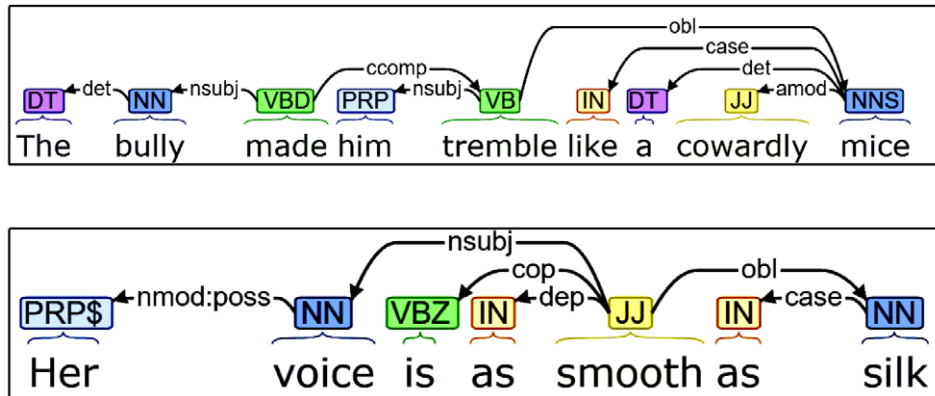 obl
case
ccomp det
det nsubj nsubj amod
DT NN VBD PRP VB IN DT JJ NNS
The bully made him tremble like a cowardly mice
nsubj
cop obl
nmod:poss dep case
PRP$ NN VBZ IN JJ IN NN
Her voice is as smooth as silk